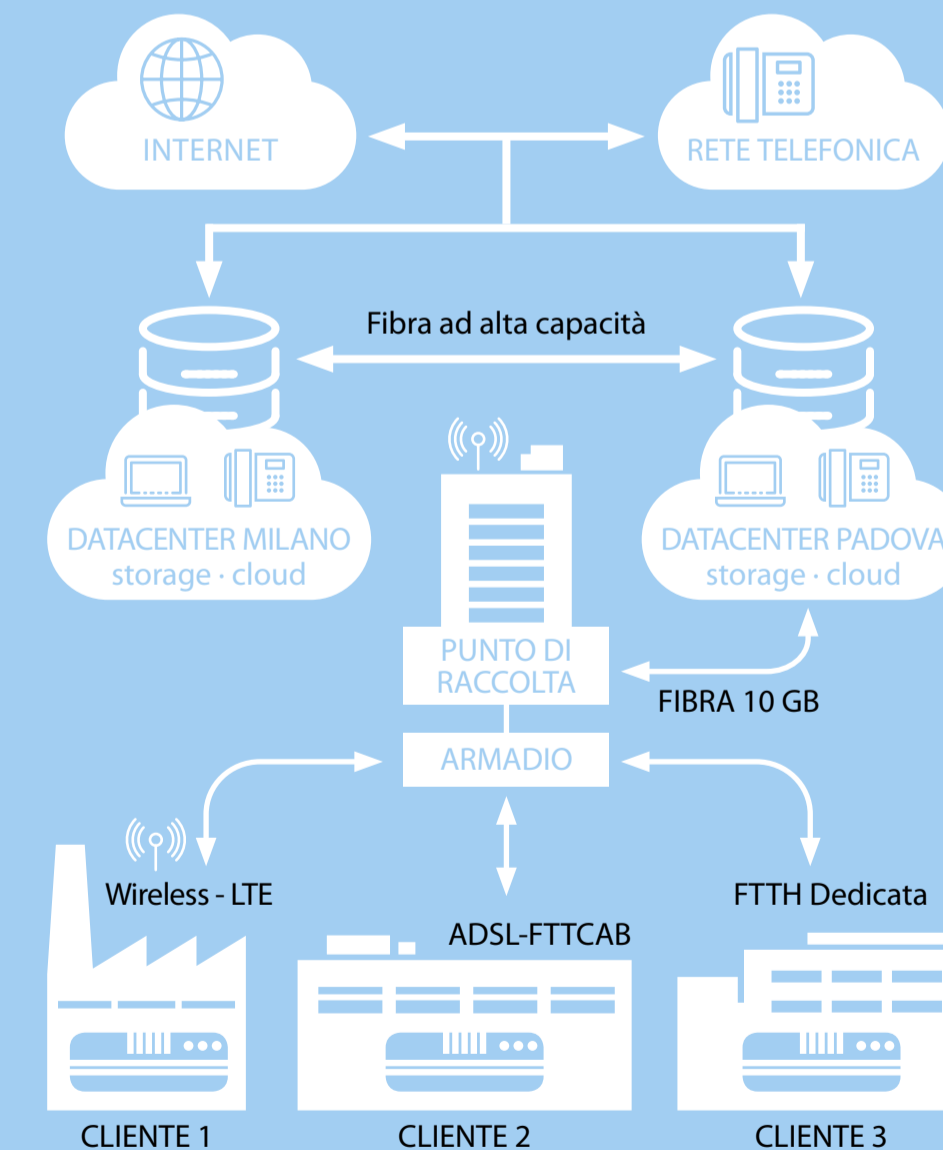 INTERNET
RETE TELEFONICA
Fibra ad alta capacità
DATACENTER MILANO
storage · cloud
DATACENTER PADOVA
storage · cloud
PUNTO DI
RACCOLTA
FIBRA 10 GB
ARMADIO
Wireless - LTE
ADSL-FTTCAB
FTTH Dedicata
CLIENTE 1
CLIENTE 2
CLIENTE 3